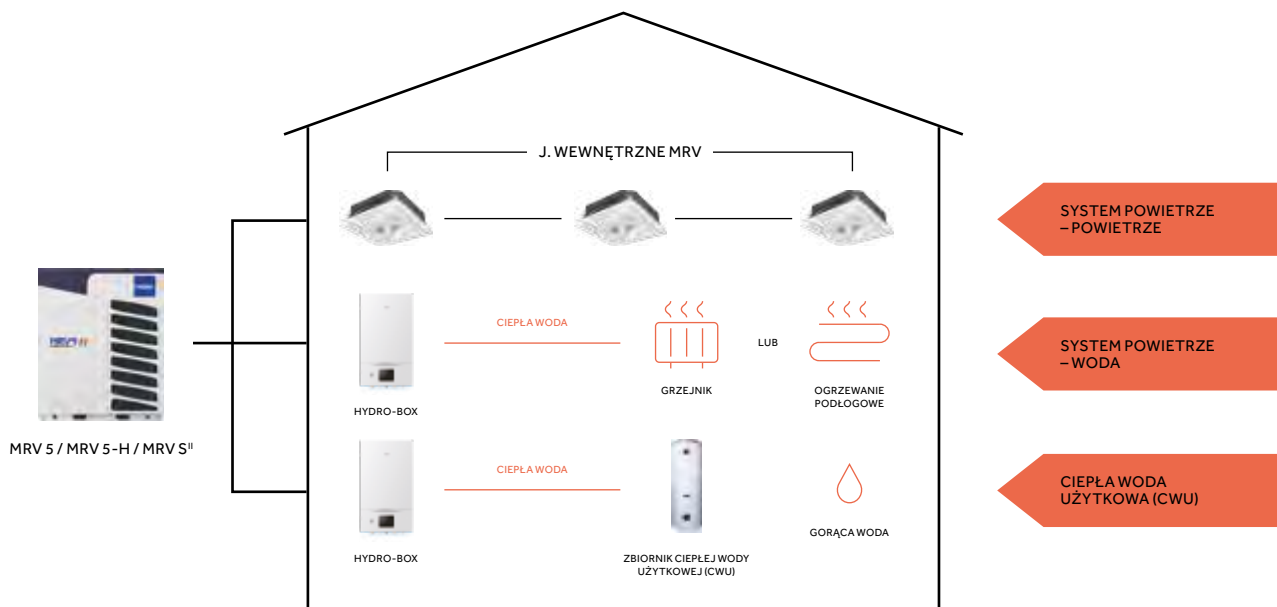 J. WEWNĘTRZNE MRV
SYSTEM POWIETRZE
– POWIETRZE
CIEPŁA WODA
LUB
SYSTEM POWIETRZE
– WODA
HYDRO-BOX
GRZEJNIK
OGRZEWANIE
PODŁOGOWE
MRV 5 / MRV 5-H / MRV Sᴵᴵ
CIEPŁA WODA
CIEPŁA WODA
UŻYTKOWA (CWU)
HYDRO-BOX
ZBIORNIK CIEPŁEJ WODY
UŻYTKOWEJ (CWU)
GORĄCA WODA